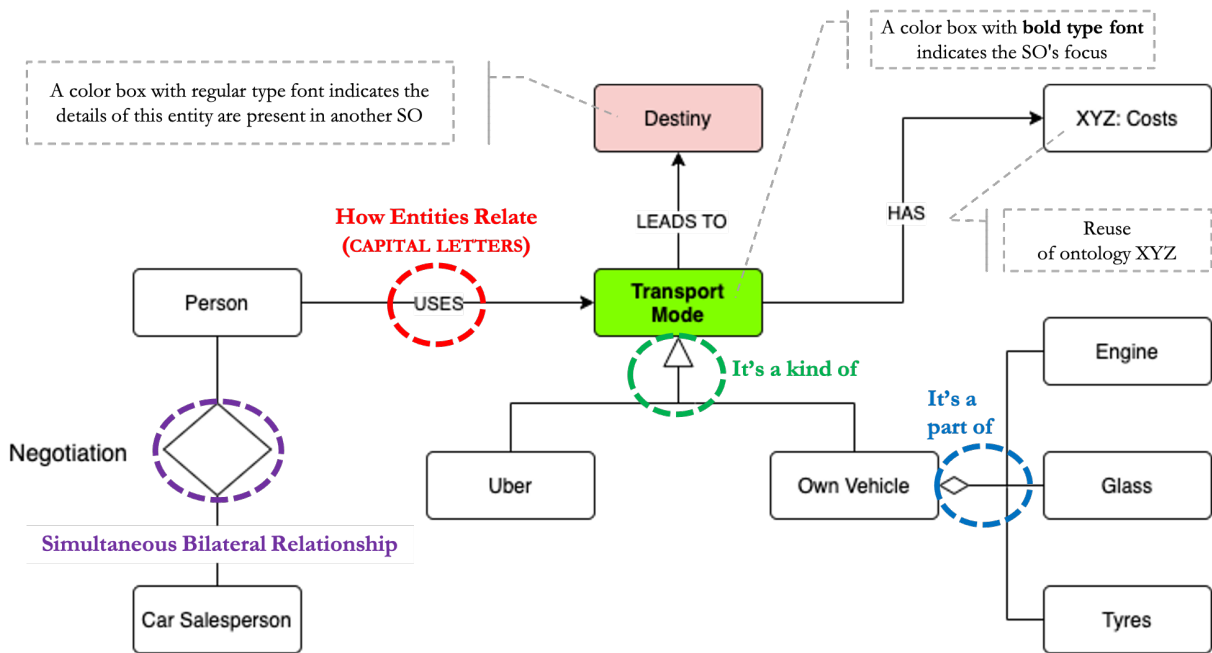 A color box with bold type font
indicates the SO's focus
A color box with regular type font indicates the
details of this entity are present in another SO
Destiny
XYZ: Costs
How Entities Relate
(CAPITAL LETTERS)
LEADS TO
HAS
Reuse
of ontology XYZ
Person
USES
Transport
Mode
Engine
It's a kind of
It's a
part of
Negotiation
Uber
Own Vehicle
Glass
Simultaneous Bilateral Relationship
Car Salesperson
Tyres